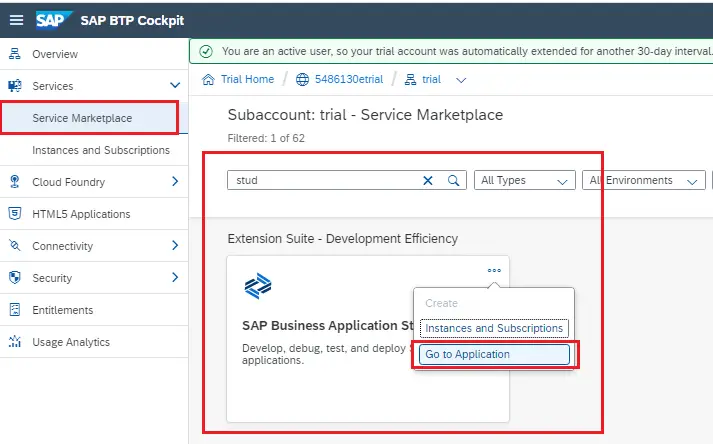 SAP SAP BTP Cockpit
You are an active user, so your trial account was automatically extended for another 30-day interval.
Overview
Services
Service Marketplace
Instances and Subscriptions
Cloud Foundry
HTML5 Applications
Connectivity
Security
Entitlements
Usage Analytics
Trial Home / 5486130etrial / trial
Subaccount: trial - Service Marketplace
Filtered: 1 of 62
stud All Types All Environments
Extension Suite - Development Efficiency
SAP Business Application St
Develop, debug, test, and deploy
applications.
Create
Instances and Subscriptions
Go to Application